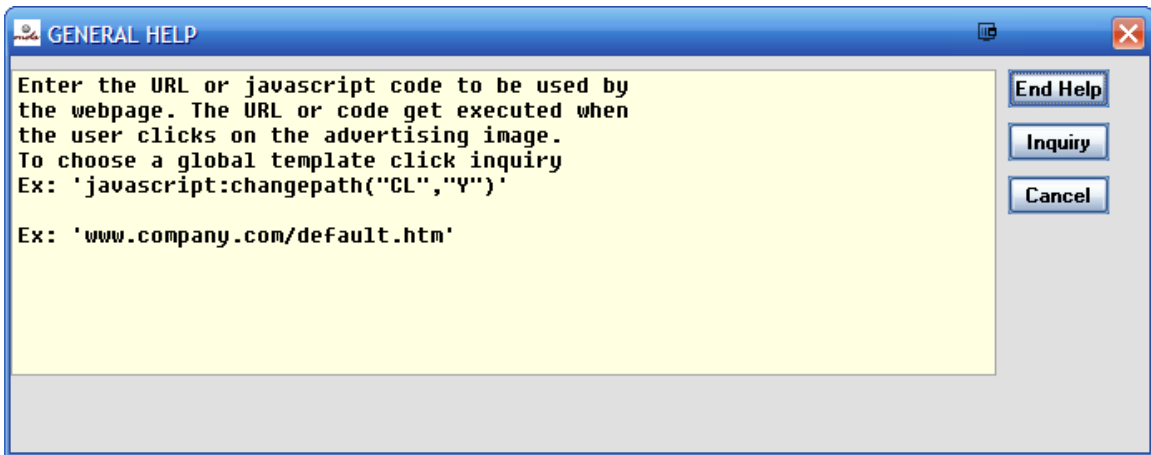 GENERAL HELP
Enter the URL or javascript code to be used by
the webpage. The URL or code get executed when
the user clicks on the advertising image.
To choose a global template click inquiry
Ex: 'javascript:changepath("CL","Y")'
Ex: 'www.company.com/default.htm'
End Help
Inquiry
Cancel